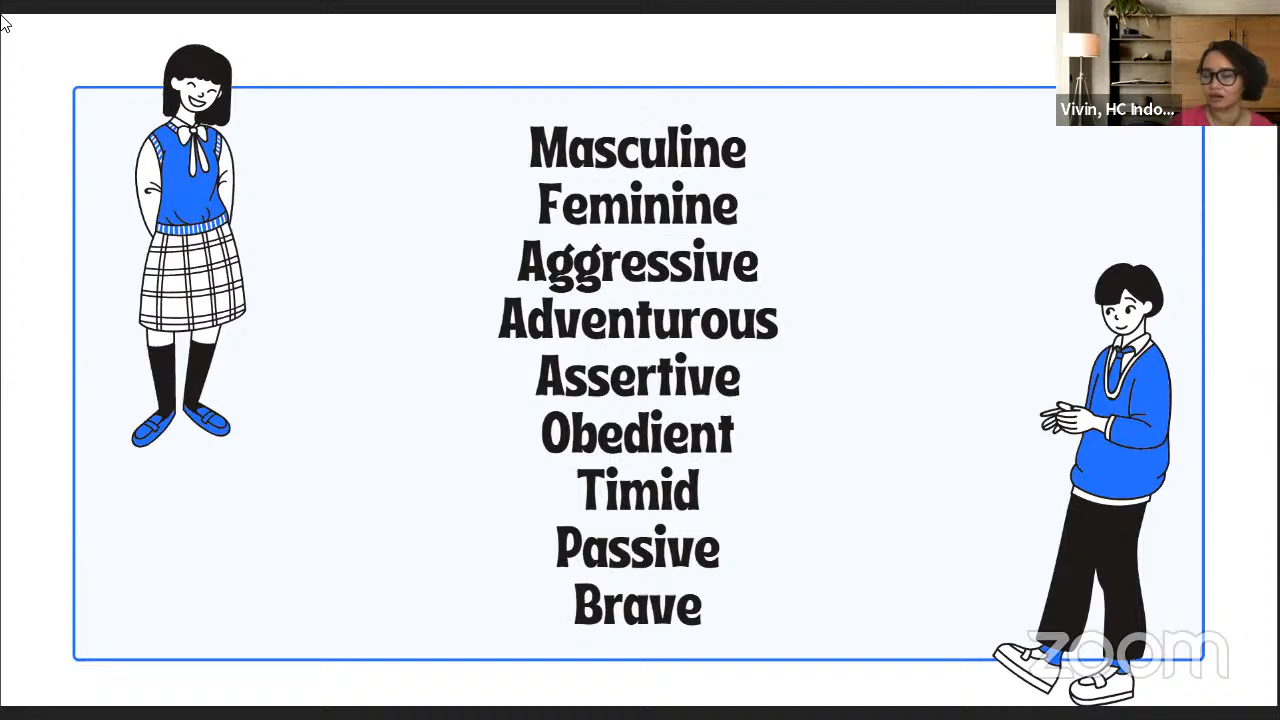 Vivin, HC Indo...
Masculine
Feminine
Aggressive
Adventurous
Assertive
Obedient
Timid
Passive
Brave
zoom